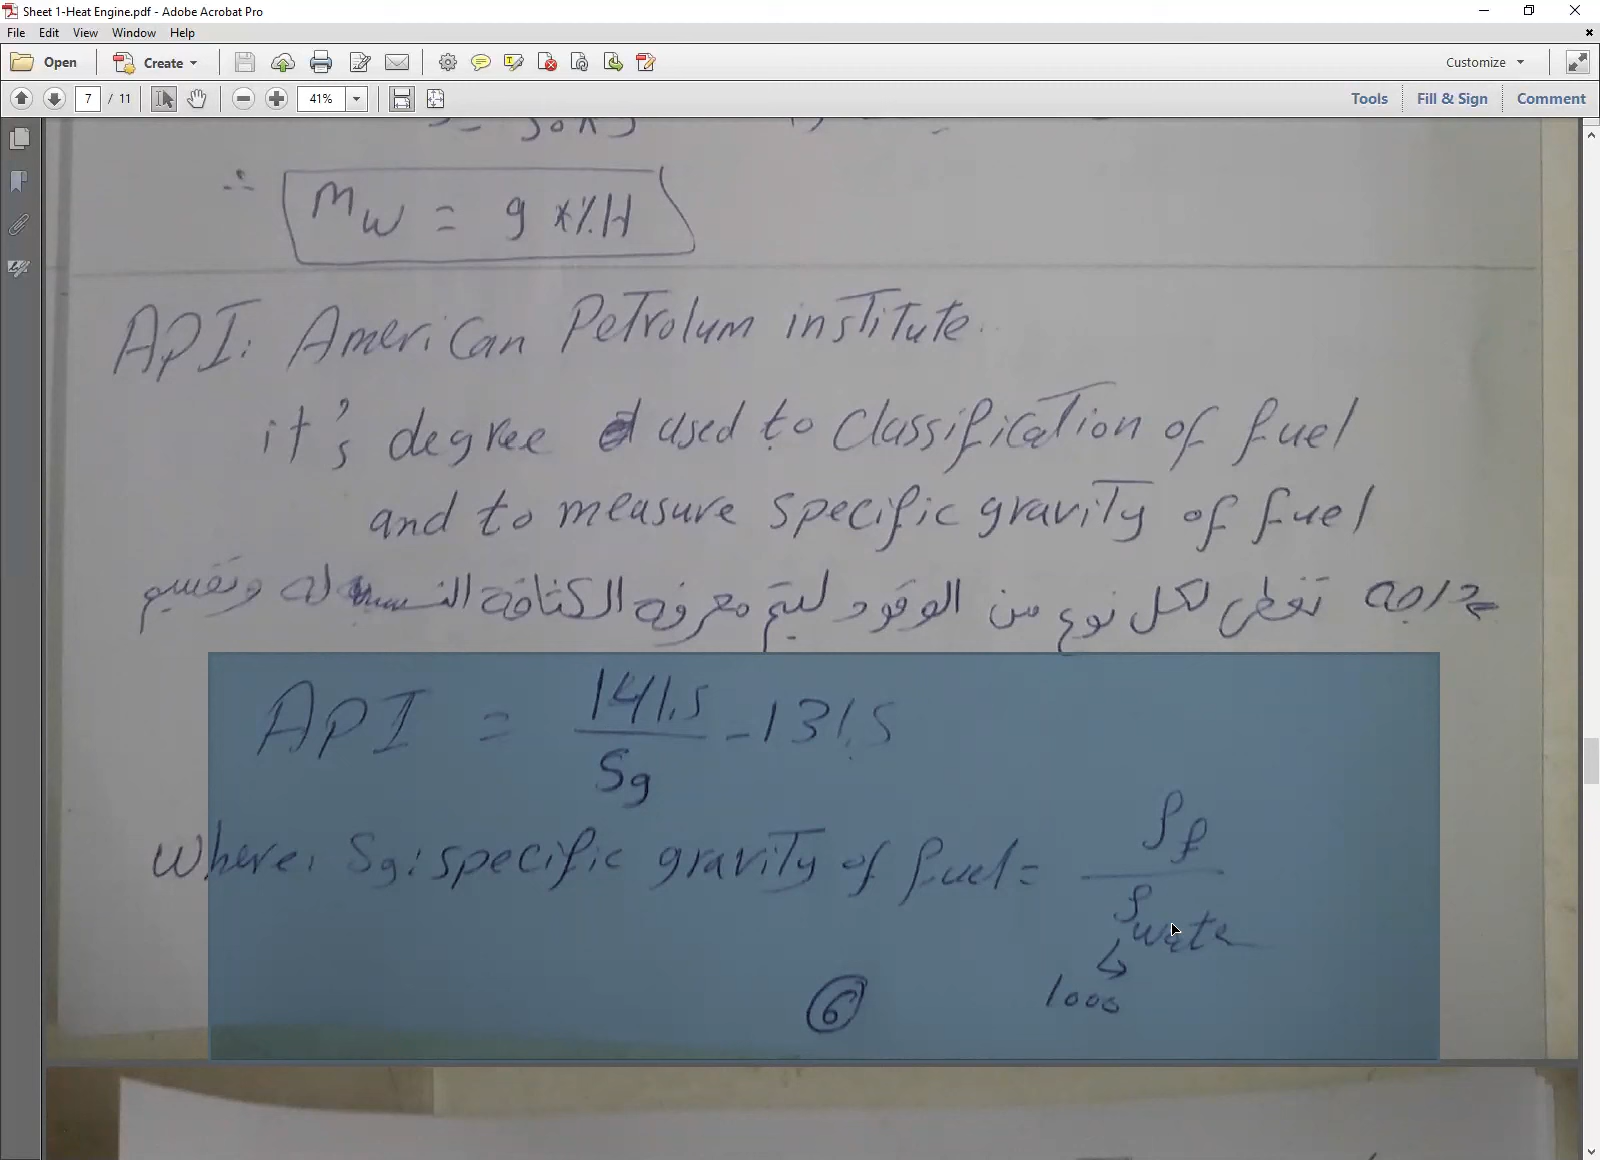 Sheet 1-Heat Engine.pdf - Adobe Acrobat Pro
File Edit View Window Help
Open Create Customize
7 / 11 41% Tools Fill & Sign Comment
∴ Mw = 9 x%H
API: American Petrolum institute
it's degree used to classification of fuel
and to measure specific gravity of fuel
درجة تعطى لكل نوع من الوقود ليتم معرفة الكثافة النسبية له وتقسيم
API = 141.5 / Sg - 131.5
where: Sg: specific gravity of fuel = ρf / ρwate
1000
6